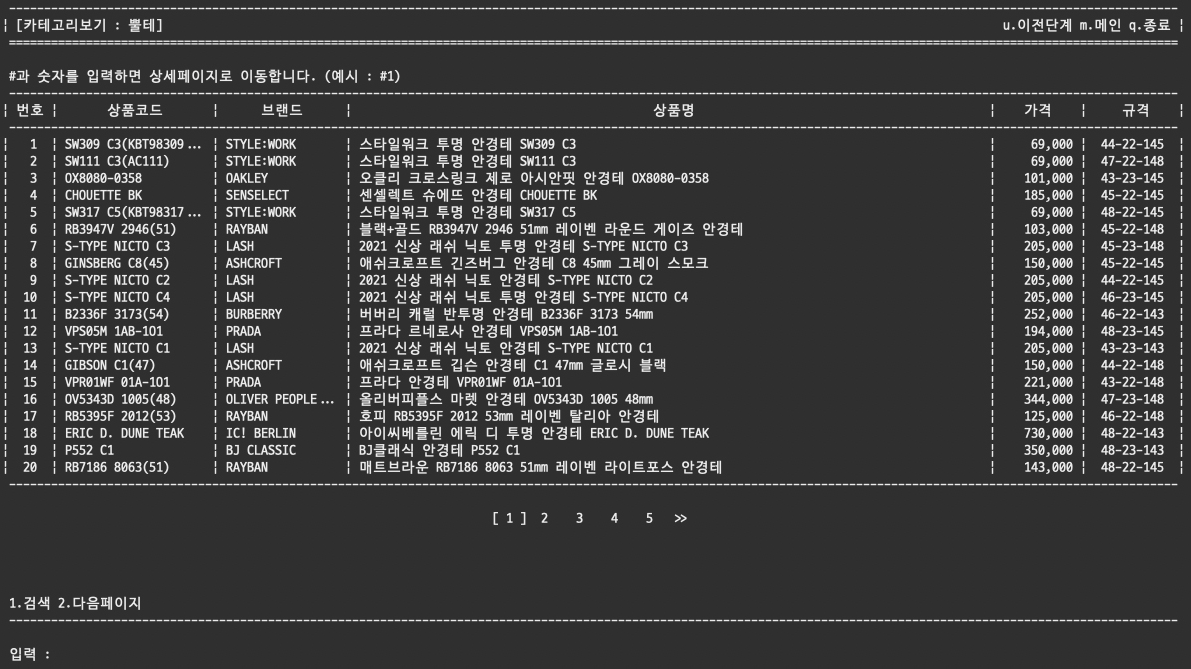 [카테고리보기 : 뿔테] u.이전단계 m.메인 q.종료
#과 숫자를 입력하면 상세페이지로 이동합니다. (예시 : #1)
번호 | 상품코드 | 브랜드 | 상품명 | 가격 | 규격
1 | SW309 C3(KBT98309... | STYLE:WORK | 스타일워크 투명 안경테 SW309 C3 | 69,000 | 44-22-145
2 | SW111 C3(AC111) | STYLE:WORK | 스타일워크 투명 안경테 SW111 C3 | 69,000 | 47-22-148
3 | OX8080-0358 | OAKLEY | 오클리 크로스링크 제로 아시안핏 안경테 OX8080-0358 | 101,000 | 43-23-145
4 | CHOUETTE BK | SENSELECT | 센셀렉트 슈에뜨 안경테 CHOUETTE BK | 185,000 | 45-22-145
5 | SW317 C5(KBT98317... | STYLE:WORK | 스타일워크 투명 안경테 SW317 C5 | 69,000 | 48-22-145
6 | RB3947V 2946(51) | RAYBAN | 블랙+골드 RB3947V 2946 51mm 레이벤 라운드 게이즈 안경테 | 103,000 | 45-22-148
7 | S-TYPE NICTO C3 | LASH | 2021 신상 래쉬 닉토 투명 안경테 S-TYPE NICTO C3 | 205,000 | 45-23-148
8 | GINSBERG C8(45) | ASHCROFT | 애쉬크로프트 긴즈버그 안경테 C8 45mm 그레이 스모크 | 150,000 | 45-22-145
9 | S-TYPE NICTO C2 | LASH | 2021 신상 래쉬 닉토 안경테 S-TYPE NICTO C2 | 205,000 | 44-22-145
10 | S-TYPE NICTO C4 | LASH | 2021 신상 래쉬 닉토 투명 안경테 S-TYPE NICTO C4 | 205,000 | 46-23-145
11 | B2336F 3173(54) | BURBERRY | 버버리 캐럴 반투명 안경테 B2336F 3173 54mm | 252,000 | 46-22-143
12 | VPS05M 1AB-1O1 | PRADA | 프라다 르네로사 안경테 VPS05M 1AB-1O1 | 194,000 | 48-23-145
13 | S-TYPE NICTO C1 | LASH | 2021 신상 래쉬 닉토 안경테 S-TYPE NICTO C1 | 205,000 | 43-23-143
14 | GIBSON C1(47) | ASHCROFT | 애쉬크로프트 깁슨 안경테 C1 47mm 글로시 블랙 | 150,000 | 44-22-148
15 | VPR01WF 01A-1O1 | PRADA | 프라다 안경테 VPR01WF 01A-1O1 | 221,000 | 43-22-148
16 | OV5343D 1005(48) | OLIVER PEOPLE... | 올리버피플스 마렛 안경테 OV5343D 1005 48mm | 344,000 | 47-23-148
17 | RB5395F 2012(53) | RAYBAN | 호피 RB5395F 2012 53mm 레이벤 탈리아 안경테 | 125,000 | 46-22-148
18 | ERIC D. DUNE TEAK | IC! BERLIN | 아이씨베를린 에릭 디 투명 안경테 ERIC D. DUNE TEAK | 730,000 | 48-22-143
19 | P552 C1 | BJ CLASSIC | BJ클래식 안경테 P552 C1 | 350,000 | 48-23-143
20 | RB7186 8063(51) | RAYBAN | 매트브라운 RB7186 8063 51mm 레이벤 라이트포스 안경테 | 143,000 | 48-22-145
[ 1 ] 2 3 4 5 >>
1.검색 2.다음페이지
입력 :